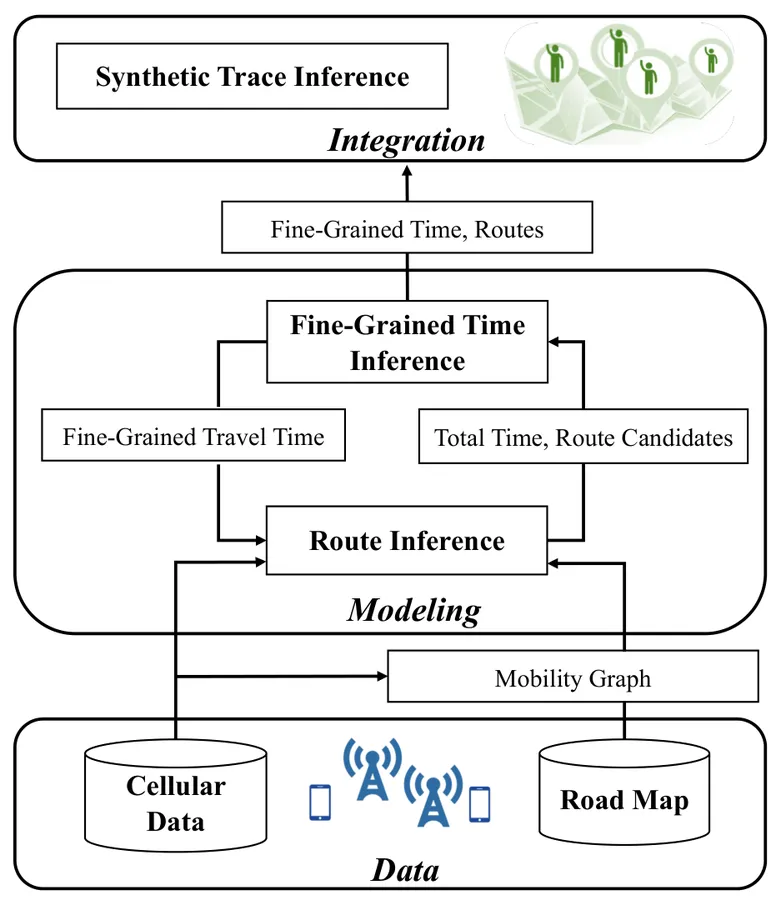 Synthetic Trace Inference
Integration
Fine-Grained Time, Routes
Fine-Grained Time
Inference
Fine-Grained Travel Time
Total Time, Route Candidates
Route Inference
Modeling
Mobility Graph
Cellular
Data
Road Map
Data